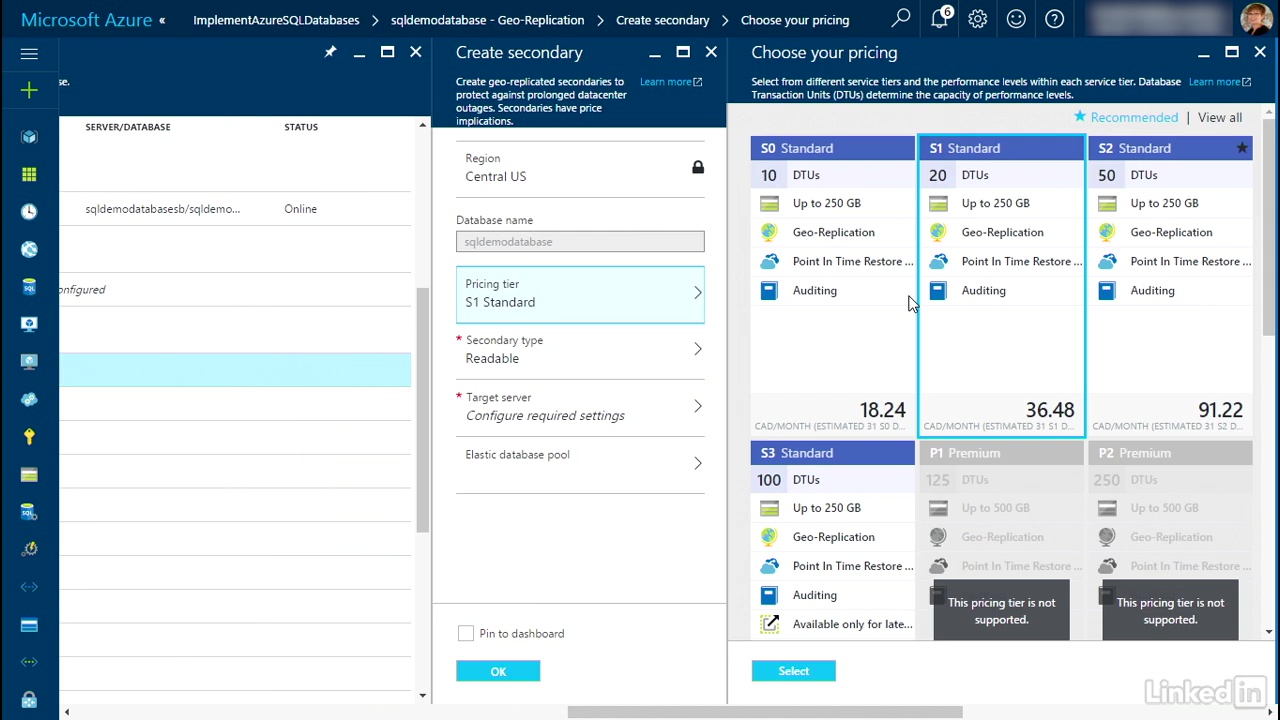 Microsoft Azure «
ImplementAzureSQLDatabases > sqldemodatabase - Geo-Replication > Create secondary > Choose your pricing
6
se.
SERVER/DATABASE
STATUS
sqldemodatabasesb/sqldemo...
Online
onfigured
Create secondary
Create geo-replicated secondaries to
protect against prolonged datacenter
outages. Secondaries have price
implications.
Learn more
Region
Central US
Database name
sqldemodatabase
Pricing tier
S1 Standard
* Secondary type
Readable
* Target server
Configure required settings
Elastic database pool
Pin to dashboard
OK
Choose your pricing
Select from different service tiers and the performance levels within each service tier. Database
Transaction Units (DTUs) determine the capacity of performance levels.
Learn more
★ Recommended | View all
S0 Standard
10 DTUs
Up to 250 GB
Geo-Replication
Point In Time Restore ...
Auditing
18.24
CAD/MONTH (ESTIMATED 31 S0 D...
S1 Standard
20 DTUs
Up to 250 GB
Geo-Replication
Point In Time Restore ...
Auditing
36.48
CAD/MONTH (ESTIMATED 31 S1 D...
S2 Standard ★
50 DTUs
Up to 250 GB
Geo-Replication
Point In Time Restore ...
Auditing
91.22
CAD/MONTH (ESTIMATED 31 S2 D...
S3 Standard
100 DTUs
Up to 250 GB
Geo-Replication
Point In Time Restore ...
Auditing
Available only for late...
P1 Premium
125 DTUs
Up to 500 GB
Geo-Replication
Point In Time Restore ...
This pricing tier is not
supported.
P2 Premium
250 DTUs
Up to 500 GB
Geo-Replication
Point In Time Restore ...
This pricing tier is not
supported.
Select
SQL
SQL
LinkedIn